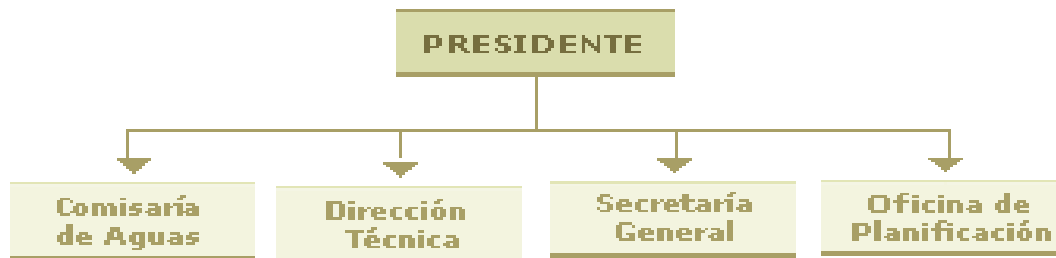 PRESIDENTE
Comisaría
de Aguas
Dirección
Técnica
Secretaría
General
Oficina de
Planificación